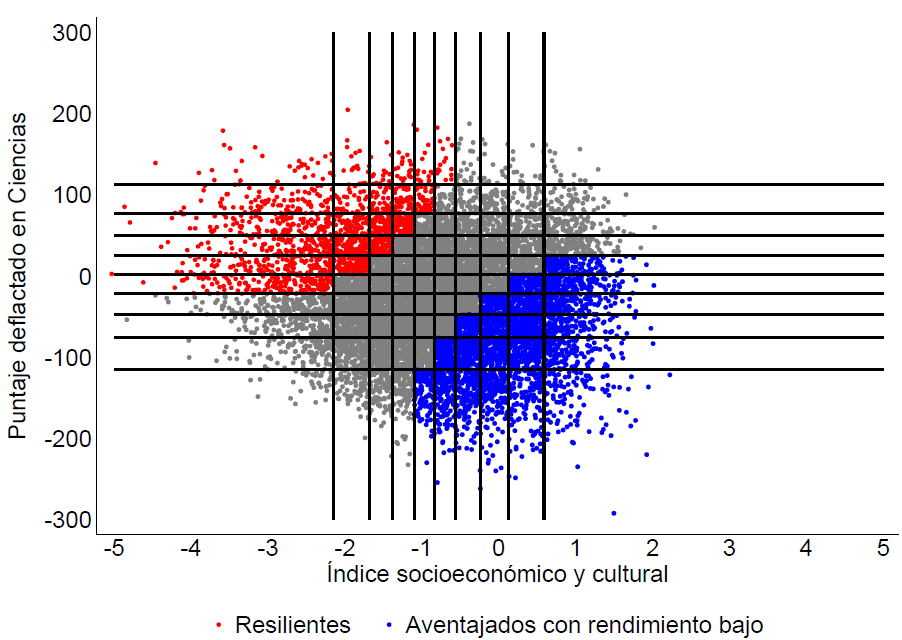 Puntaje deflactado en Ciencias
300
200
100
0
-100
-200
-300
-5 -4 -3 -2 -1 0 1 2 3 4 5
Índice socioeconómico y cultural
Resilientes Aventajados con rendimiento bajo